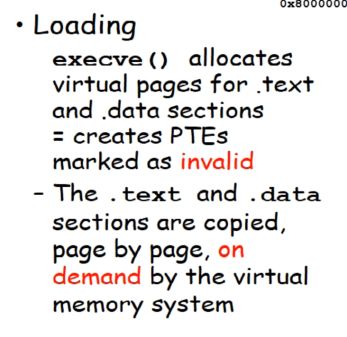 0x8000000
• Loading
execve() allocates
virtual pages for .text
and .data sections
= creates PTEs
marked as invalid
– The .text and .data
sections are copied,
page by page, on
demand by the virtual
memory system